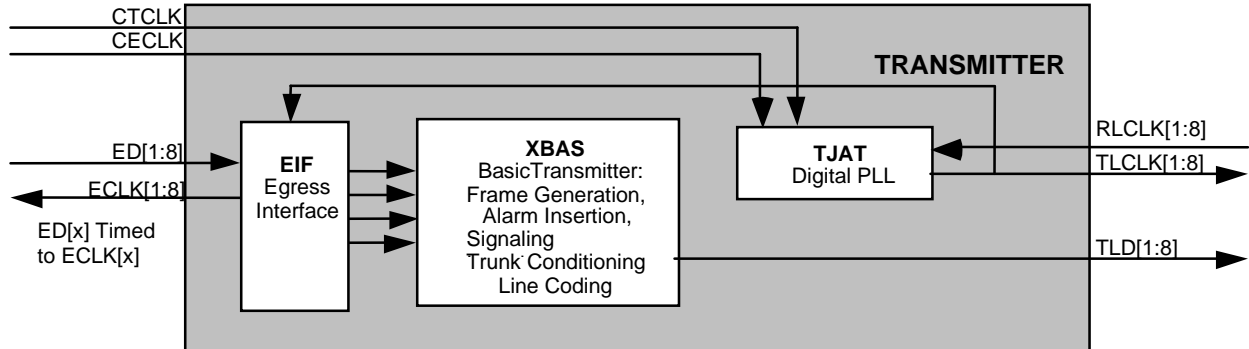 CTCLK
CECLK
TRANSMITTER
ED[1:8]
ECLK[1:8]
ED[x] Timed
to ECLK[x]
EIF
Egress
Interface
XBAS
BasicTransmitter:
Frame Generation,
Alarm Insertion,
Signaling
Trunk Conditioning
Line Coding
TJAT
Digital PLL
RLCLK[1:8]
TLCLK[1:8]
TLD[1:8]